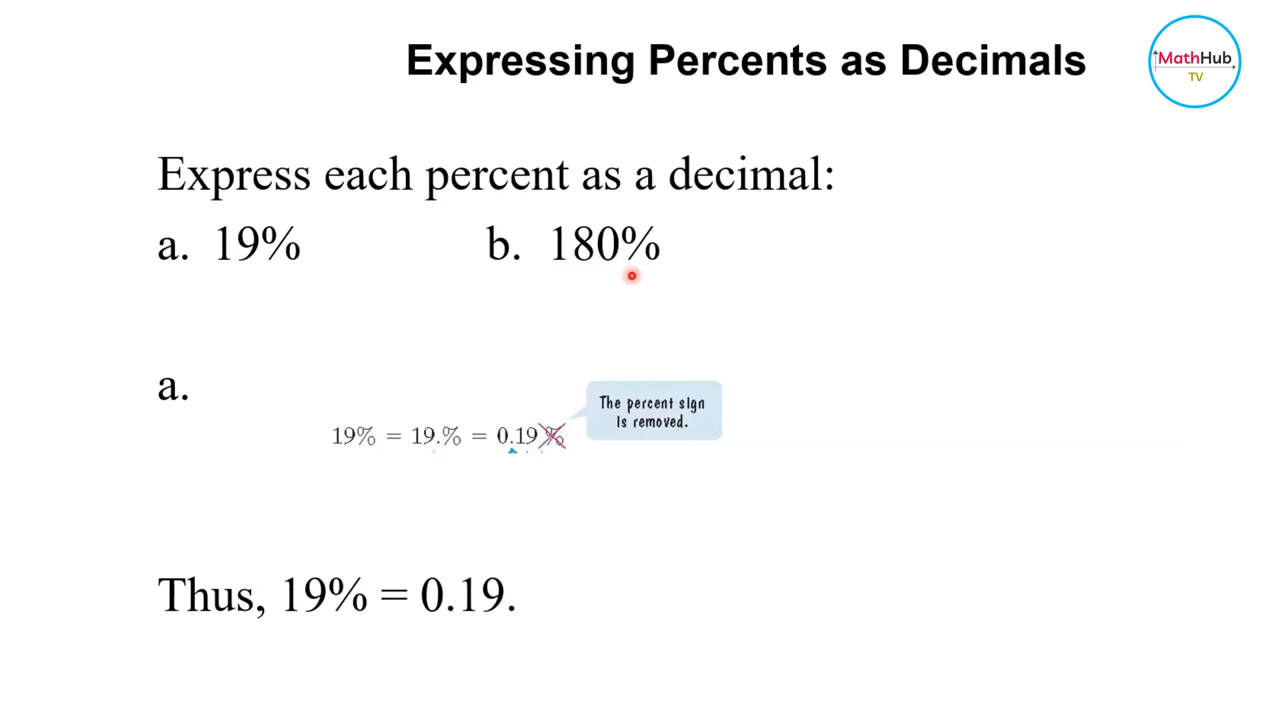 Expressing Percents as Decimals
MathHub
TV
Express each percent as a decimal:
a. 19% b. 180%
a.
The percent sign
is removed.
19% = 19.% = 0.19%
Thus, 19% = 0.19.